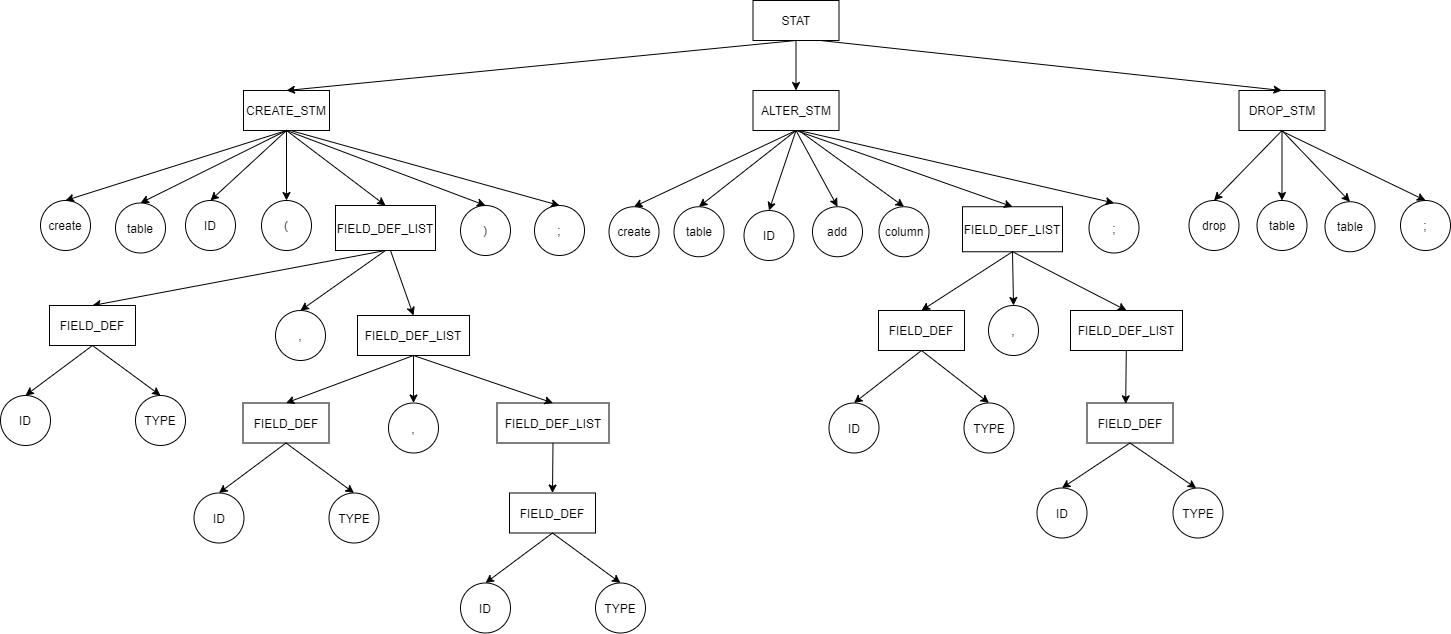 STAT
CREATE_STM
ALTER_STM
DROP_STM
create
table
ID
(
FIELD_DEF_LIST
)
;
create
table
ID
add
column
FIELD_DEF_LIST
;
drop
table
table
;
FIELD_DEF
,
FIELD_DEF_LIST
FIELD_DEF
,
FIELD_DEF_LIST
ID
TYPE
FIELD_DEF
,
FIELD_DEF_LIST
ID
TYPE
FIELD_DEF
ID
TYPE
FIELD_DEF
ID
TYPE
ID
TYPE